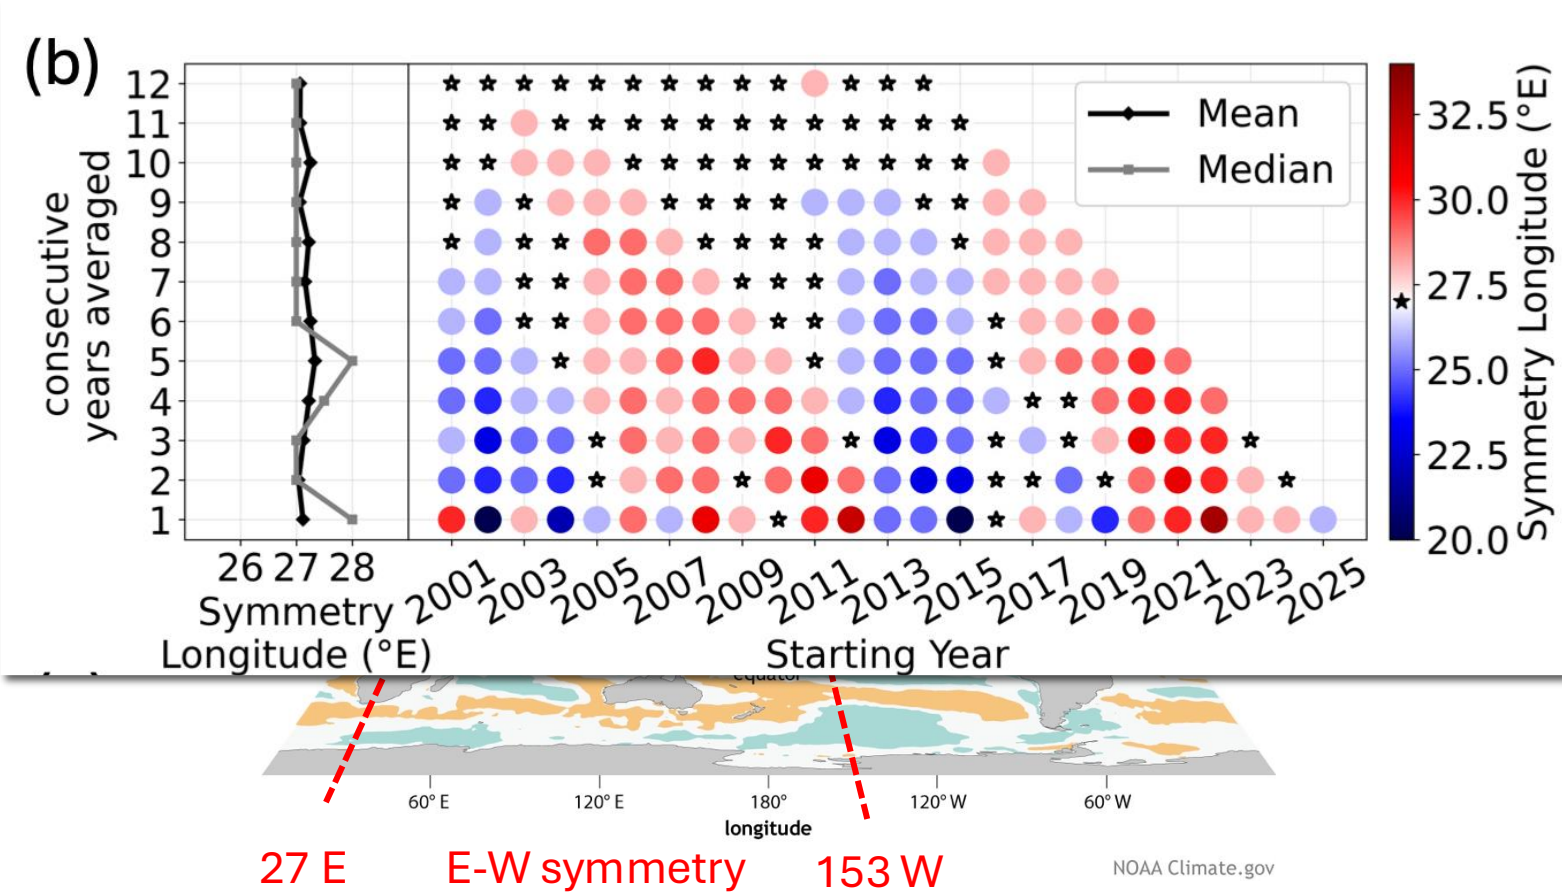 (b)
12
11
10
9
8
7
6
5
4
3
2
1
consecutive
years averaged
26 27 28
Symmetry
Longitude (°E)
2001
2003
2005
2007
2009
2011
2013
2015
2017
2019
2021
2023
2025
Starting Year
Mean
Median
32.5
30.0
27.5
25.0
22.5
20.0
Symmetry Longitude (°E)
equator
60° E
120° E
180°
120° W
60° W
longitude
27 E
E-W symmetry
153 W
NOAA Climate.gov